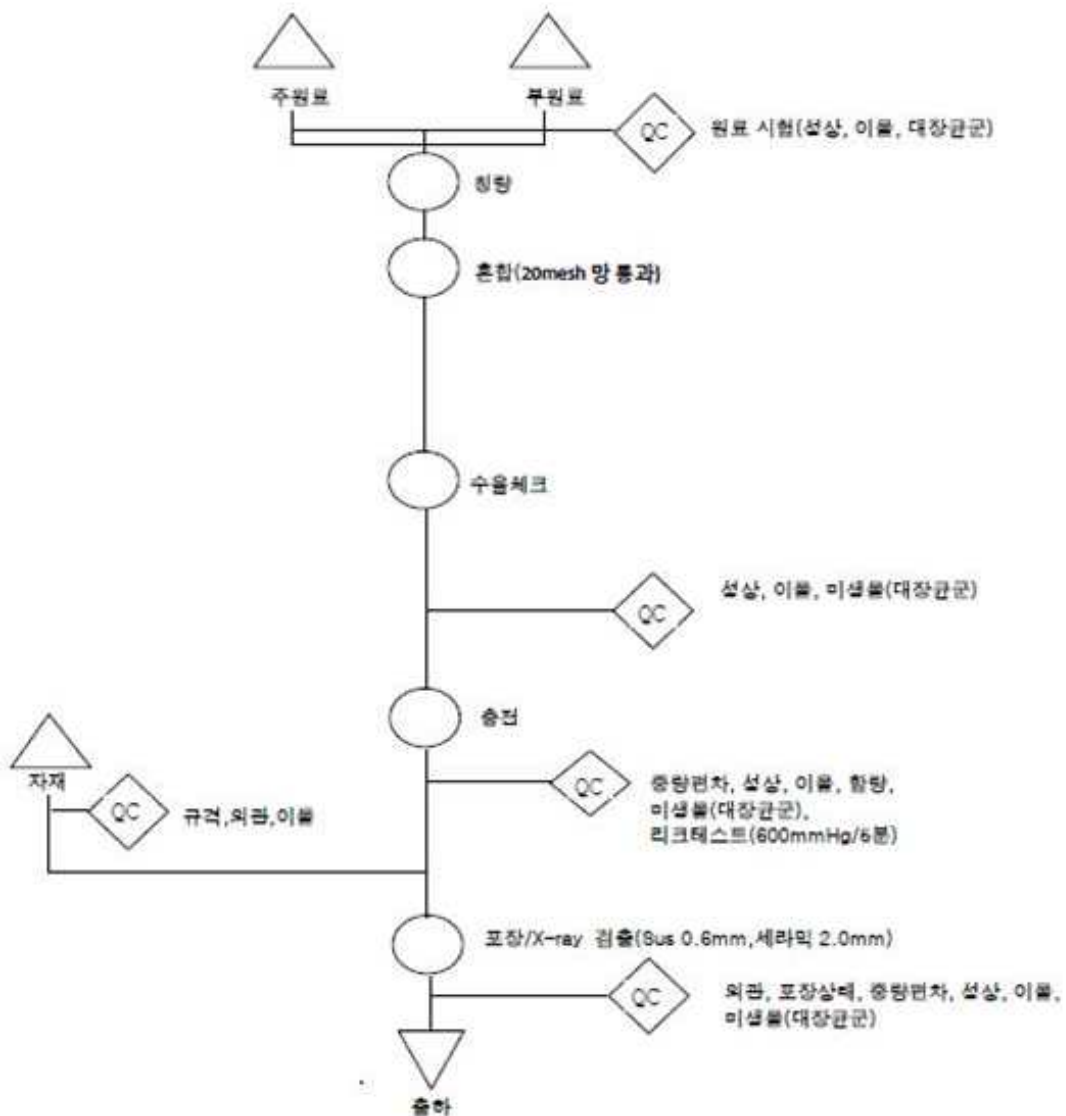 주원료
부원료
QC
원료 시험(성상, 이물, 대장균군)
칭량
혼합(20mesh 망 통과)
수율체크
QC
성상, 이물, 미생물(대장균군)
충전
자재
QC
규격,외관,이물
QC
중량편차, 성상, 이물, 함량,
미생물(대장균군),
리크테스트(600mmHg/5분)
포장/X-ray 검출(Sus 0.6mm,세라믹 2.0mm)
QC
외관, 포장상태, 중량편차, 성상, 이물,
미생물(대장균군)
출하